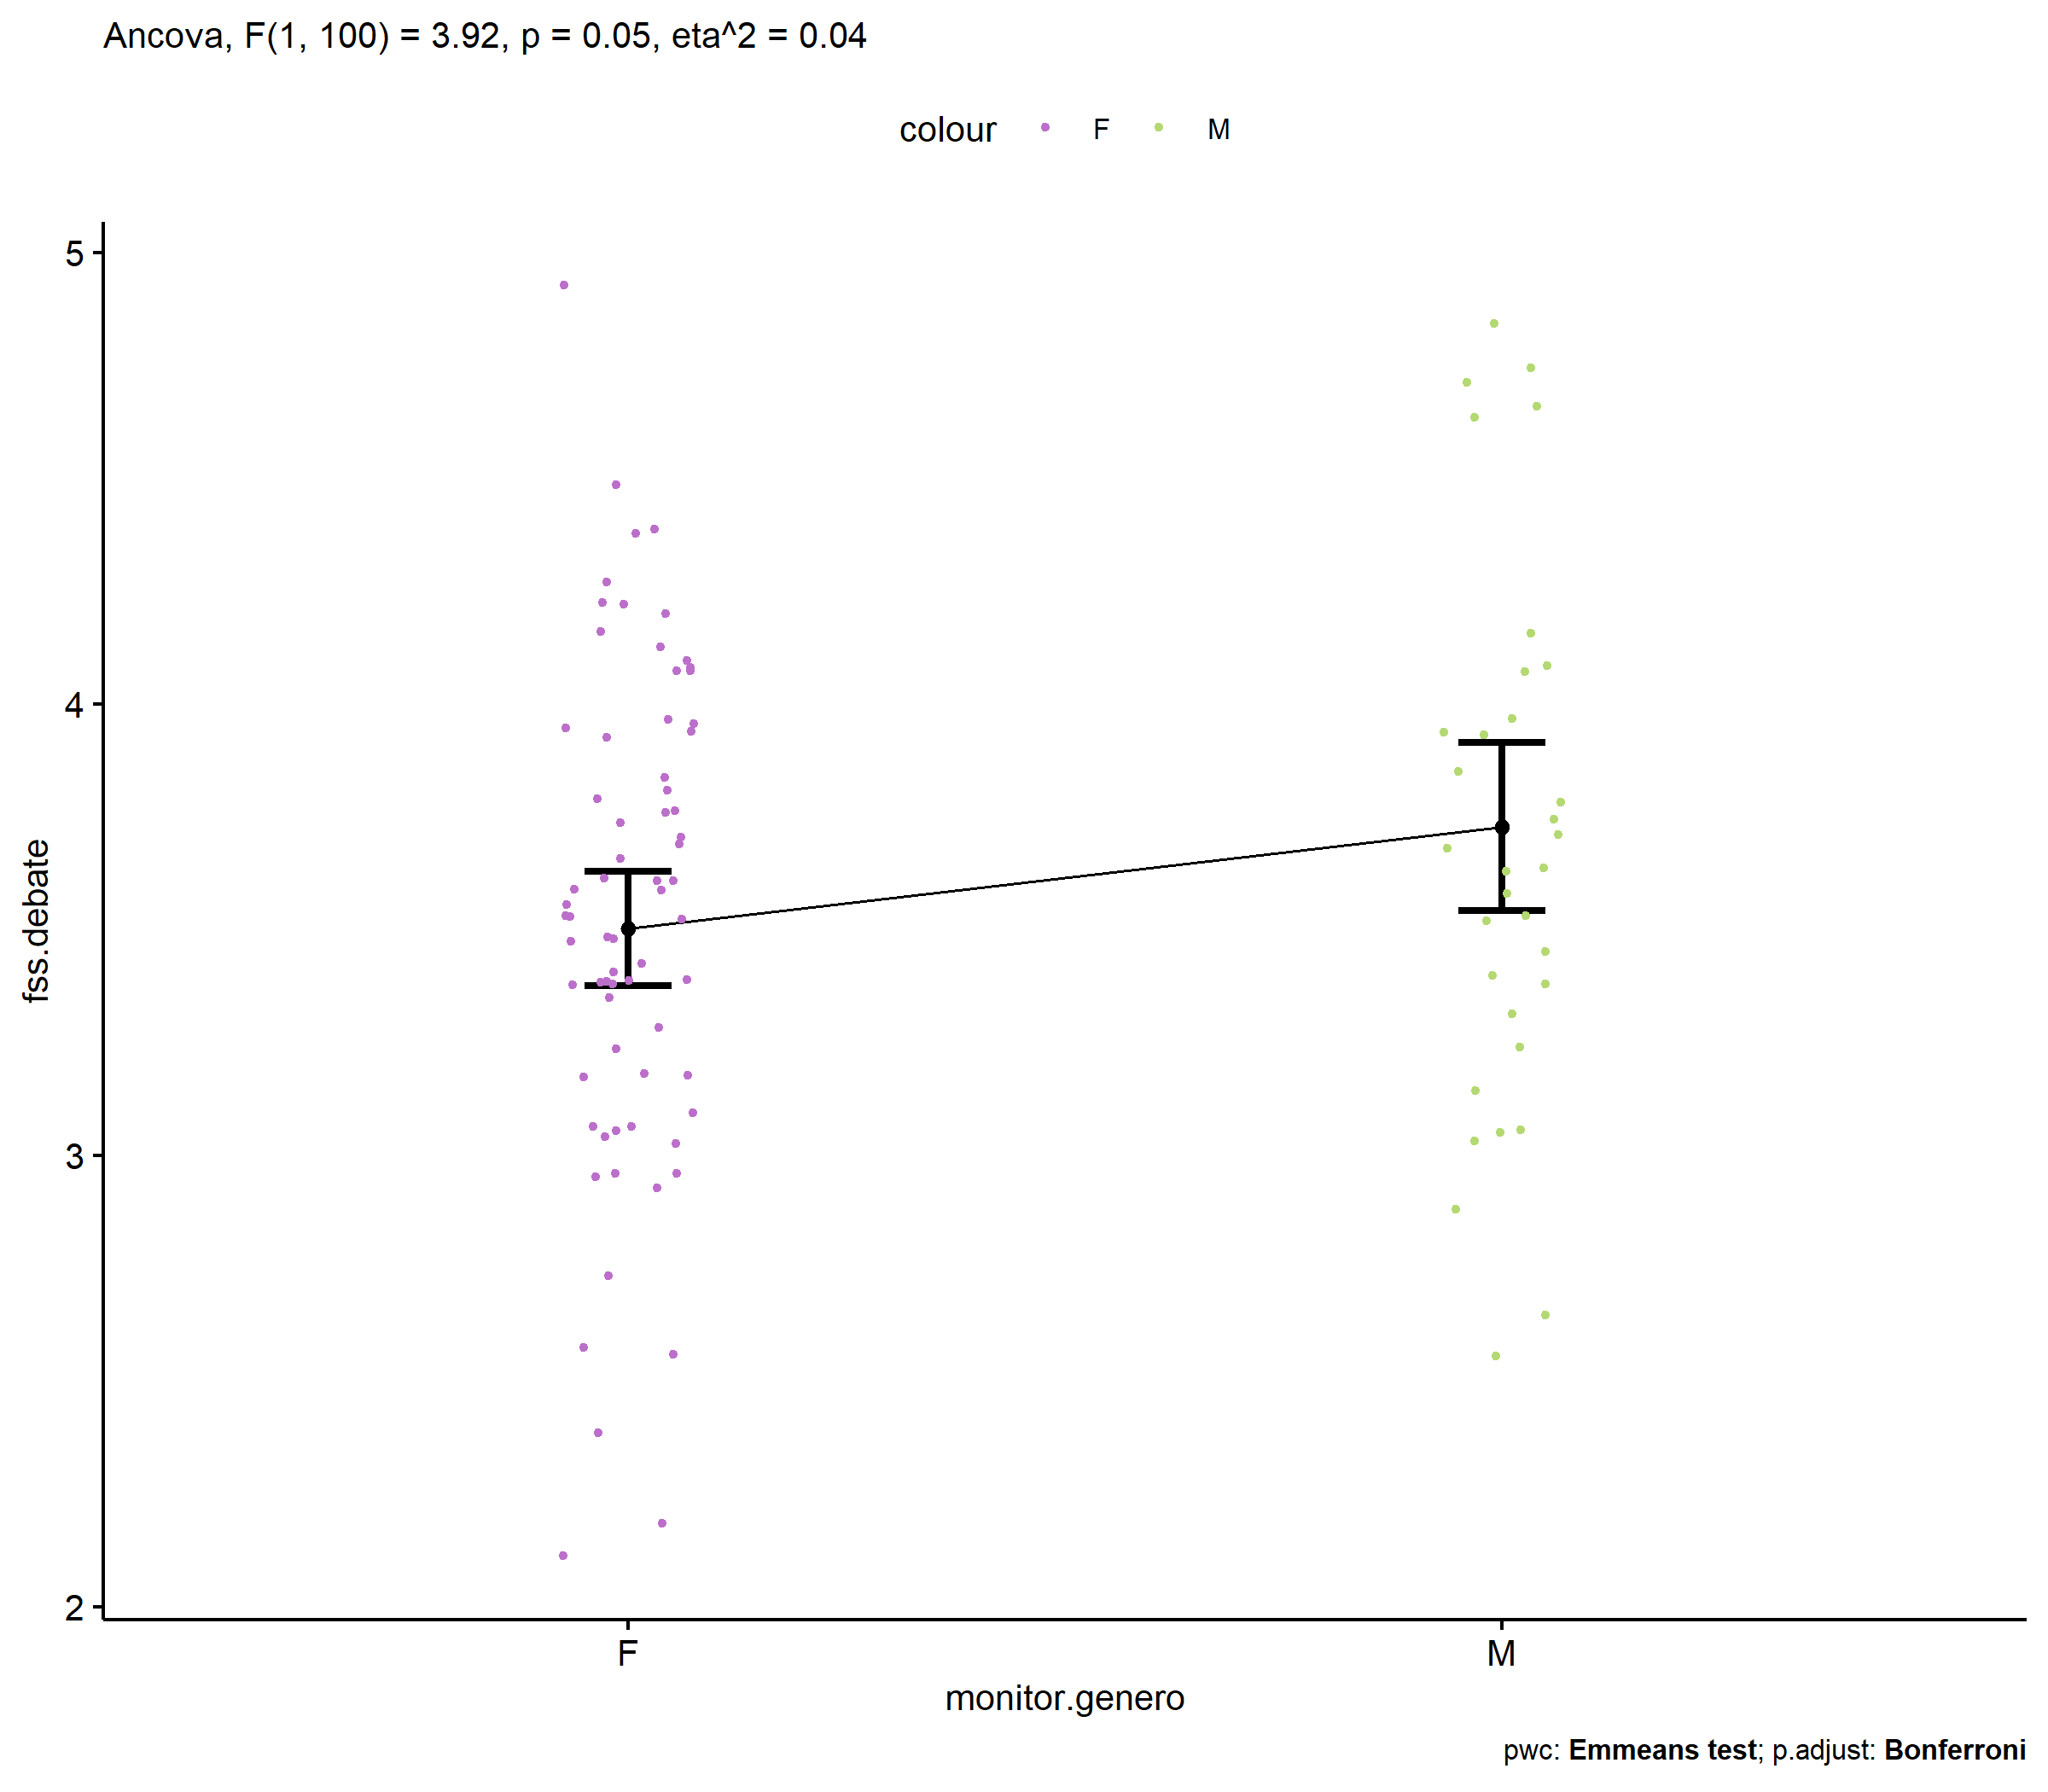 Ancova, F(1, 100) = 3.92, p = 0.05, eta^2 = 0.04
colour F M
5
4
3
2
fss.debate
F M
monitor.genero
pwc: Emmeans test; p.adjust: Bonferroni